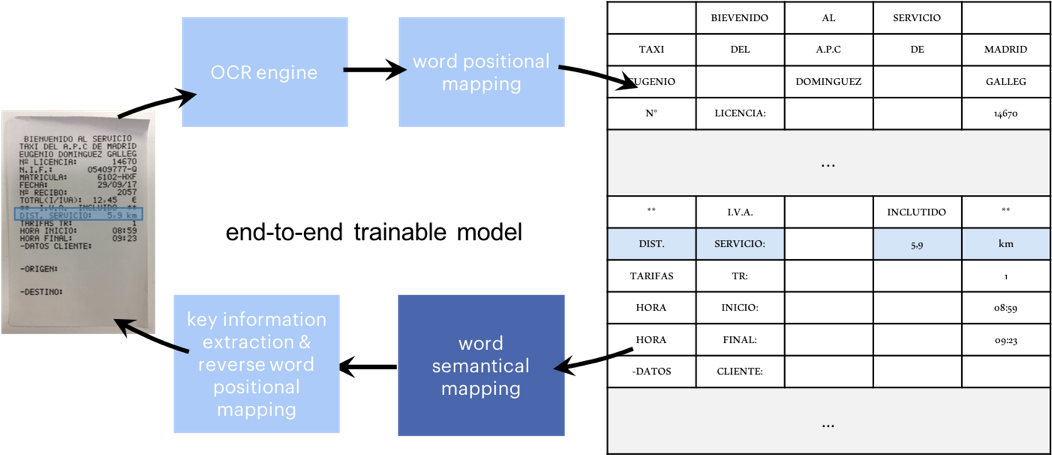 OCR engine
word positional
mapping
BIEVENIDO AL SERVICIO
TAXI DEL A.P.C DE MADRID
EUGENIO DOMINGUEZ GALLEG
N° LICENCIA: 14670
...
** I.V.A. INCLUTIDO **
DIST. SERVICIO: 5,9 km
TARIFAS TR: 1
HORA INICIO: 08:59
HORA FINAL: 09:23
-DATOS CLIENTE:
...
BIENVENIDO AL SERVICIO
TAXI DEL A.P.C DE MADRID
EUGENIO DOMINGUEZ GALLEG
Nº LICENCIA: 14670
N.I.F.: 05409777-Q
MATRICULA: 6102-HXF
FECHA: 29/09/17
Nº RECIBO: 2057
TOTAL(I/IVA): 12,45 €
** I.V.A. INCLUIDO **
DIST. SERVICIO: 5,9 km
TARIFAS TR: 1
HORA INICIO: 08:59
HORA FINAL: 09:23
-DATOS CLIENTE:
-ORIGEN:
-DESTINO:
end-to-end trainable model
key information
extraction &
reverse word
positional
mapping
word
semantical
mapping